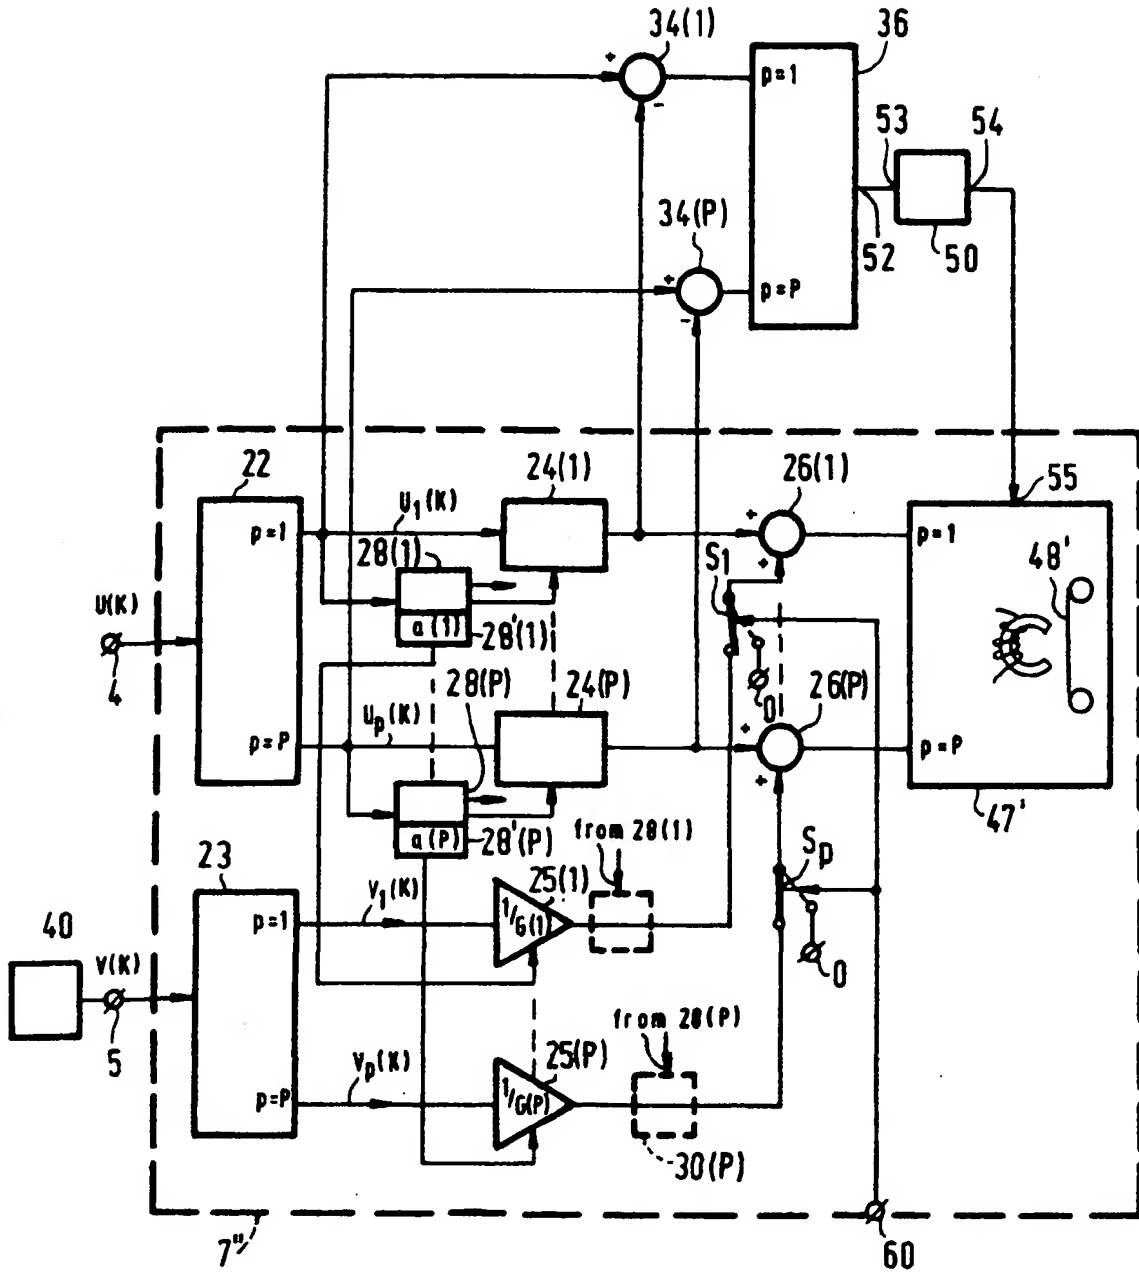 34(1)
36
+
p=1
-
53
54
34(P)
+
p=P
-
52
50
22
24(1)
26(1)
55
p=1
U1(K)
+
p=1
28(1)
+
S1
48'
U(K)
a(1)
28'(1)
4
28(P)
24(P)
0
26(P)
p=P
Up(K)
+
p=P
+
a(P)
28'(P)
from 28(1)
47'
23
Sp
V1(K)
25(1)
p=1
1/G(1)
40
V(K)
0
5
from 28(P)
Vp(K)
25(P)
p=P
1/G(P)
30(P)
7"
60